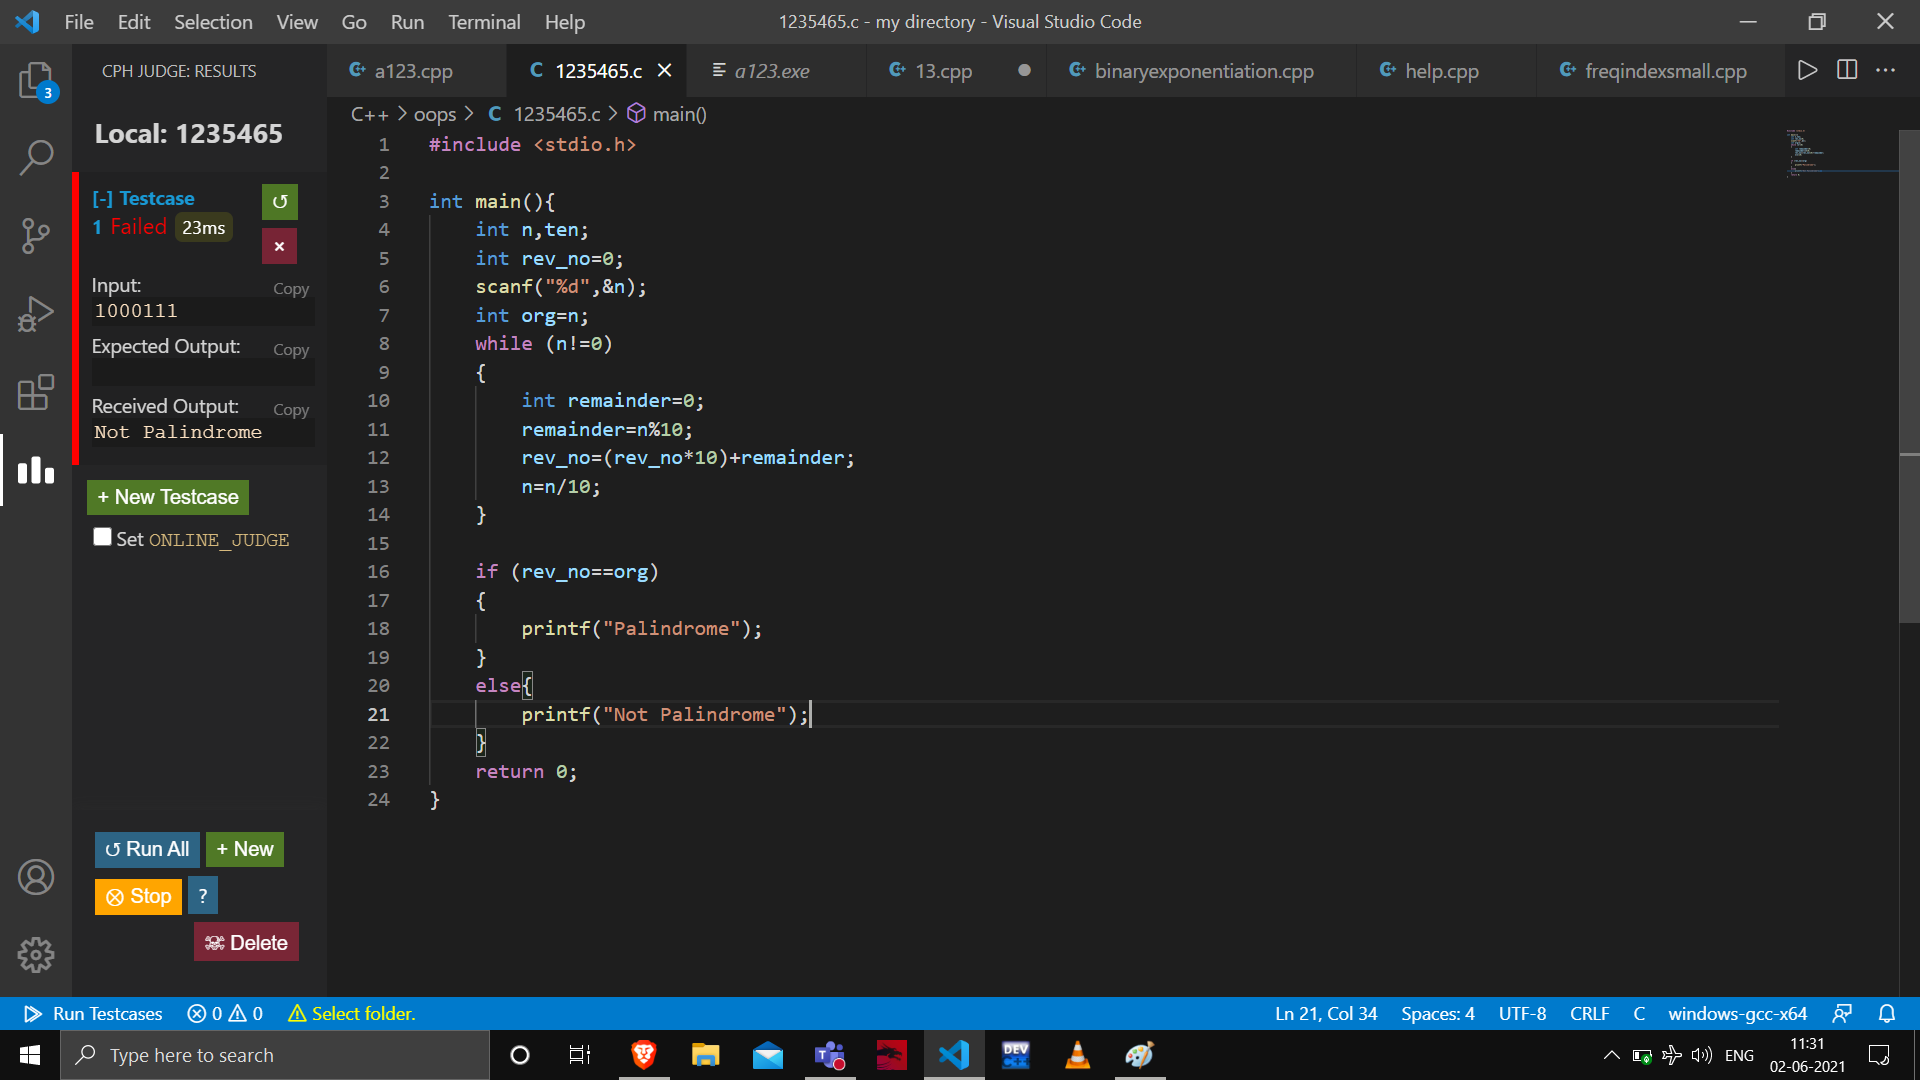 File Edit Selection View Go Run Terminal Help
1235465.c - my directory - Visual Studio Code
CPH JUDGE: RESULTS
a123.cpp
1235465.c
a123.exe
13.cpp
binaryexponentiation.cpp
help.cpp
freqindexsmall.cpp
3
C++ > oops > C 1235465.c > main()
Local: 1235465
[-] Testcase
1 Failed 23ms
Input: Copy
1000111
Expected Output: Copy
Received Output: Copy
Not Palindrome
+ New Testcase
Set ONLINE_JUDGE
Run All
+ New
Stop
?
Delete
1 #include <stdio.h>
2
3 int main(){
4 int n,ten;
5 int rev_no=0;
6 scanf("%d",&n);
7 int org=n;
8 while (n!=0)
9 {
10 int remainder=0;
11 remainder=n%10;
12 rev_no=(rev_no*10)+remainder;
13 n=n/10;
14 }
15
16 if (rev_no==org)
17 {
18 printf("Palindrome");
19 }
20 else{
21 printf("Not Palindrome");
22 }
23 return 0;
24 }
Run Testcases 0 0 Select folder.
Ln 21, Col 34 Spaces: 4 UTF-8 CRLF C windows-gcc-x64
Type here to search
DEV
ENG
11:31
02-06-2021